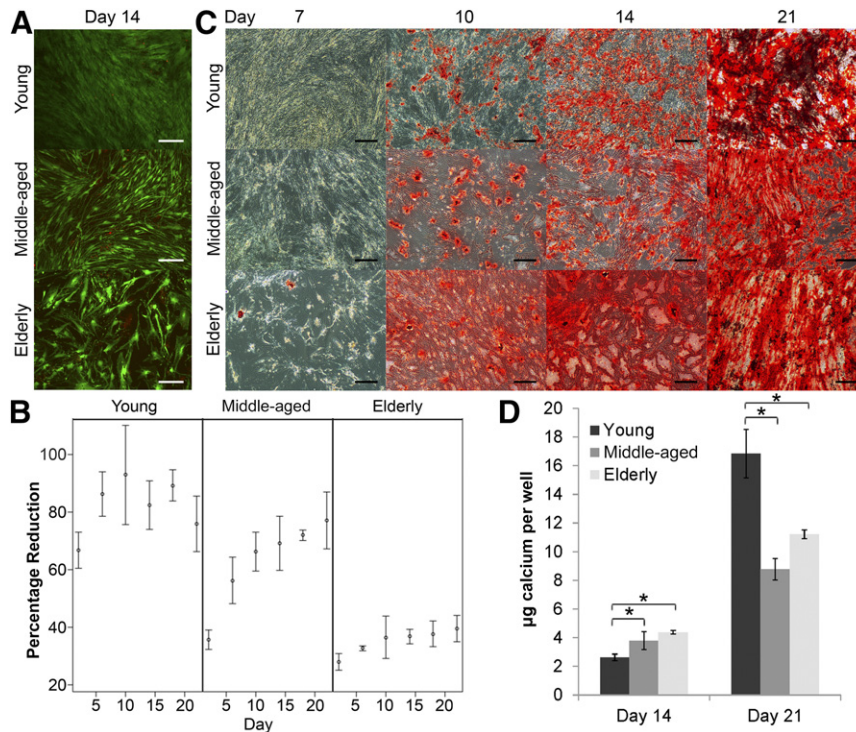 A Day 14
C Day 7 10 14 21
Young
Middle-aged
Elderly
Young
Middle-aged
Elderly
B Young Middle-aged Elderly
Percentage Reduction
100
80
60
40
20
5 10 15 20 5 10 15 20 5 10 15 20
Day
D
µg calcium per well
20
18
16
14
12
10
8
6
4
2
0
Young
Middle-aged
Elderly
*
*
*
*
Day 14 Day 21